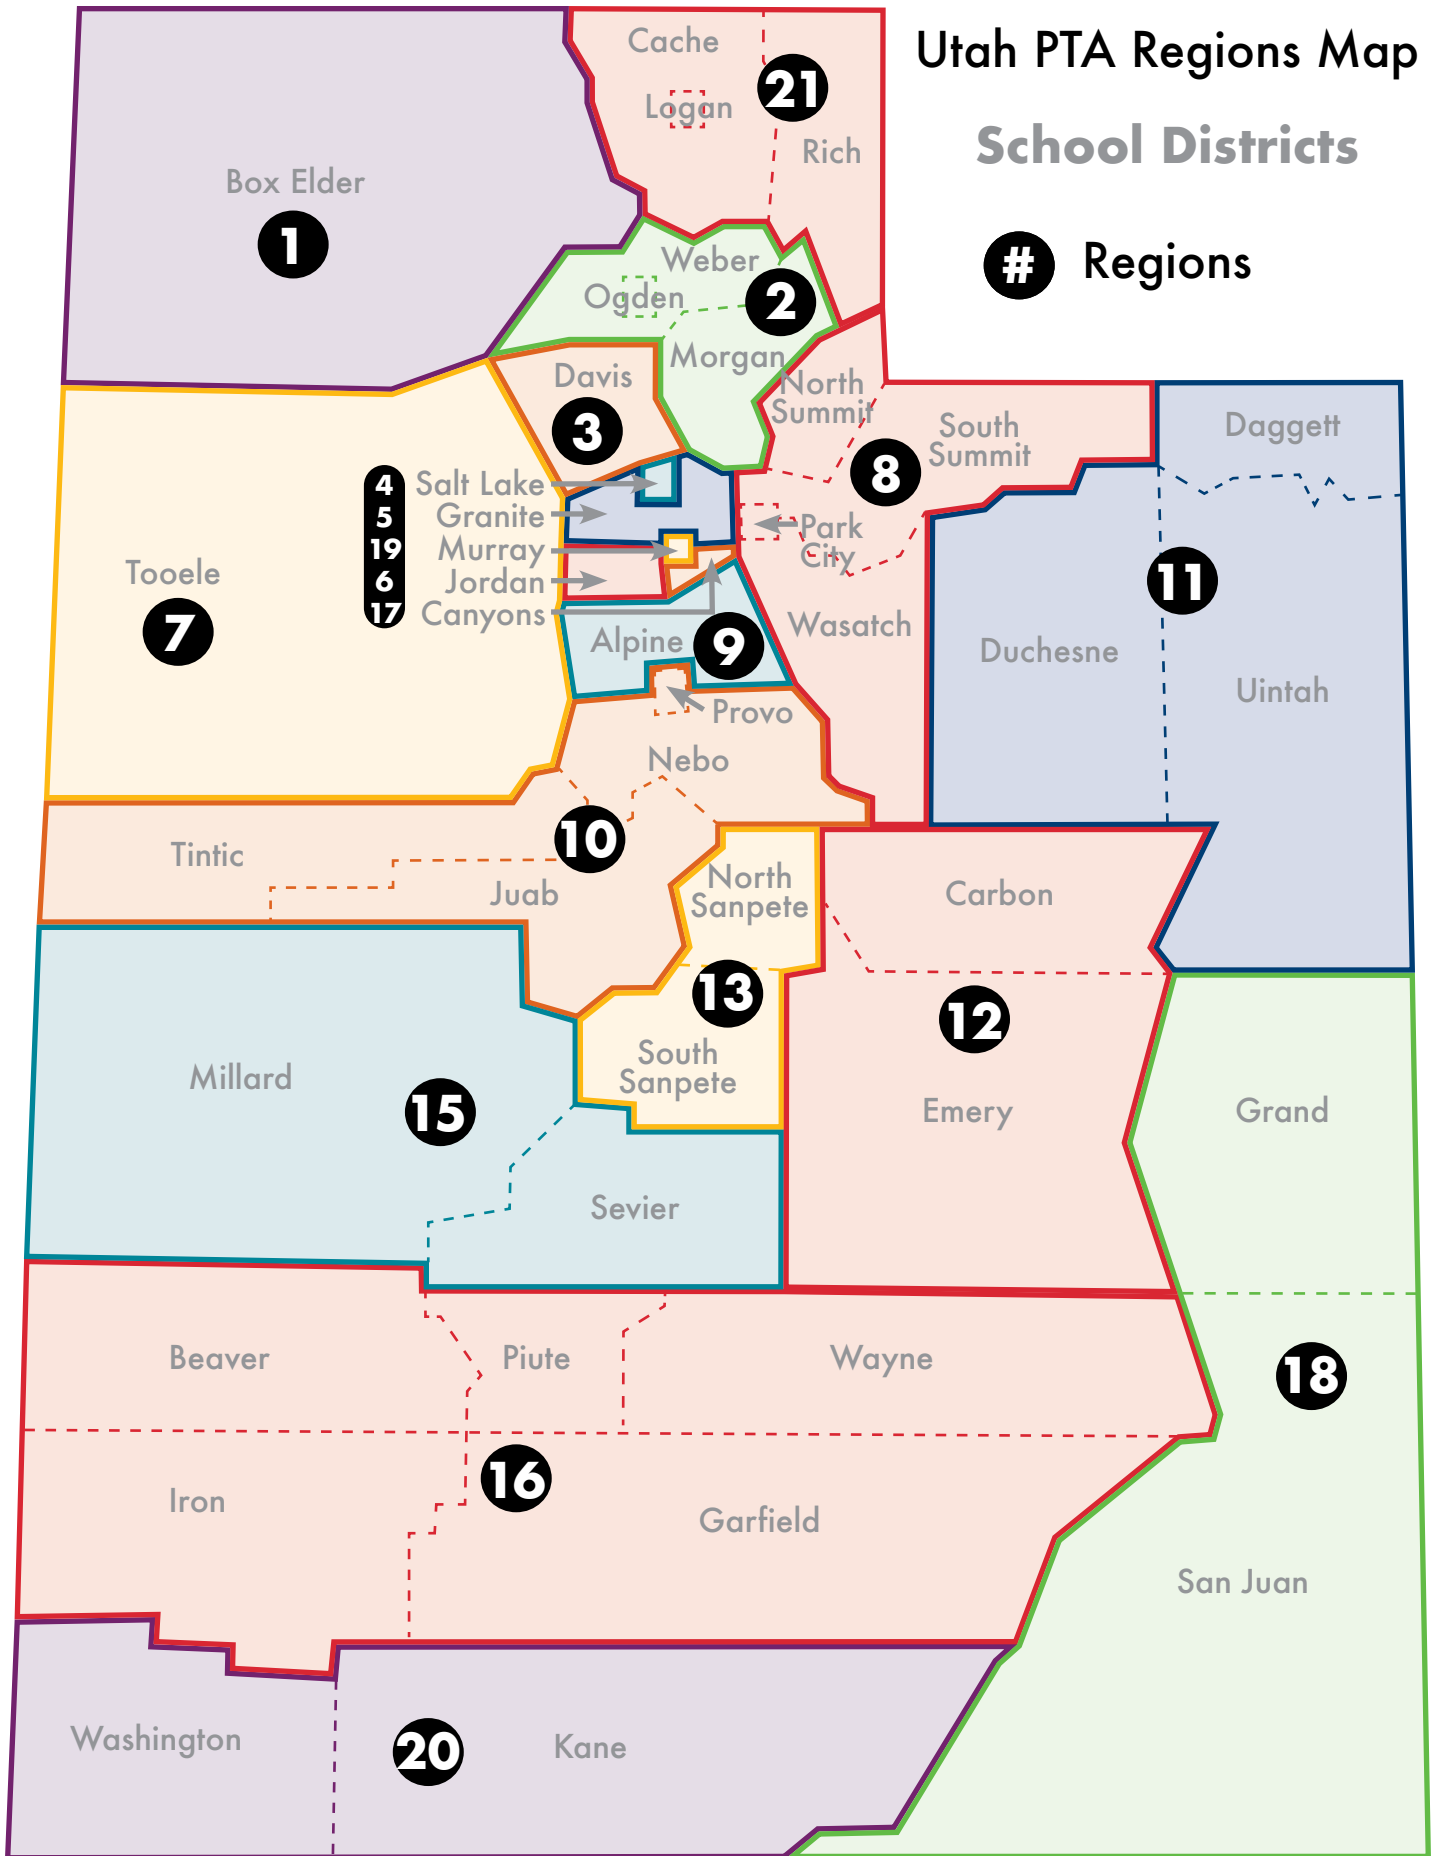 Utah PTA Regions Map
School Districts
# Regions
Cache
21
Logan
Rich
Box Elder
1
Weber
Ogden
2
Morgan
Davis
3
North
Summit
South
Summit
8
Daggett
4 Salt Lake
5 Granite
19 Murray
6 Jordan
17 Canyons
Park
City
Tooele
7
11
Alpine
9
Wasatch
Duchesne
Uintah
Provo
Nebo
10
Tintic
Juab
North
Sanpete
Carbon
13
12
South
Sanpete
Millard
15
Emery
Grand
Sevier
Beaver
Piute
Wayne
18
16
Iron
Garfield
San Juan
Washington
20
Kane